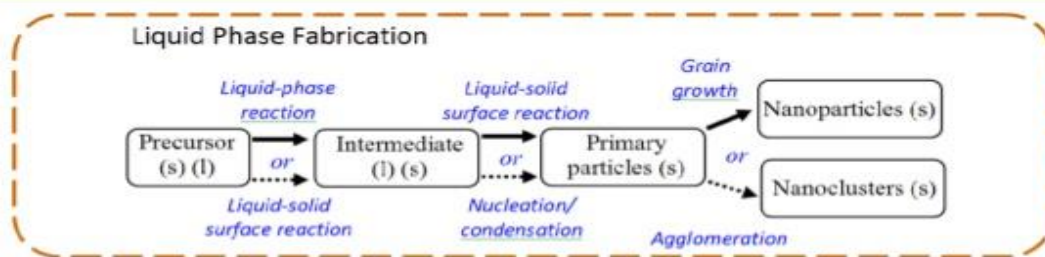 Liquid Phase Fabrication
Liquid-phase
reaction
Liquid-solid
surface reaction
Grain
growth
Precursor
(s) (l)
or
Intermediate
(l) (s)
or
Primary
particles (s)
or
Nanoparticles (s)
Nanoclusters (s)
Liquid-solid
surface reaction
Nucleation/
condensation
Agglomeration